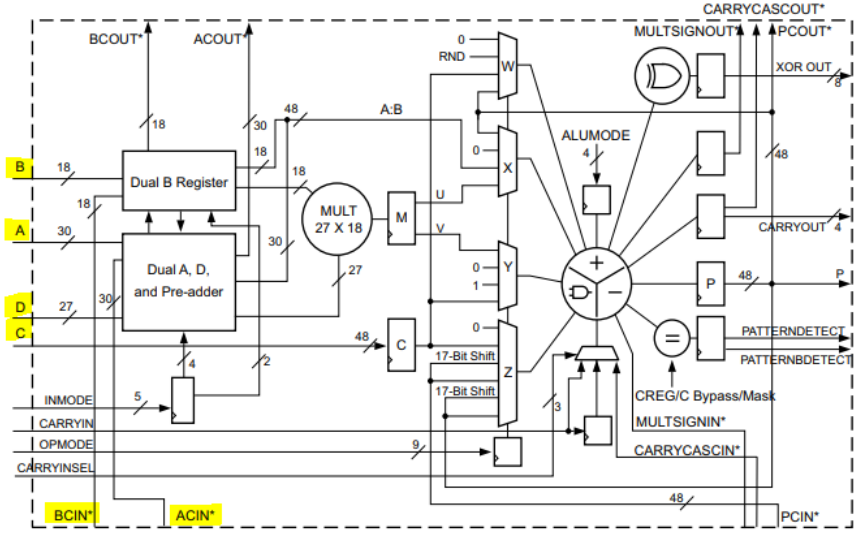 CARRYCASCOUT*
BCOUT*
ACOUT*
MULTSIGNOUT*
PCOUT*
0
RND
W
XOR OUT
8
48
A:B
18
30
18
0
X
ALUMODE
4
48
B
18
Dual B Register
18
18
MULT
27 X 18
M
U
V
A
30
30
CARRYOUT
4
Dual A, D,
and Pre-adder
30
27
0
1
Y
P
48
P
D
27
C
48
C
0
17-Bit Shift
17-Bit Shift
Z
=
PATTERNDETECT
PATTERNBDETECT
4
2
CREG/C Bypass/Mask
INMODE
5
3
MULTSIGNIN*
CARRYIN
OPMODE
9
CARRYCASCIN*
CARRYINSEL
48
BCIN*
ACIN*
PCIN*